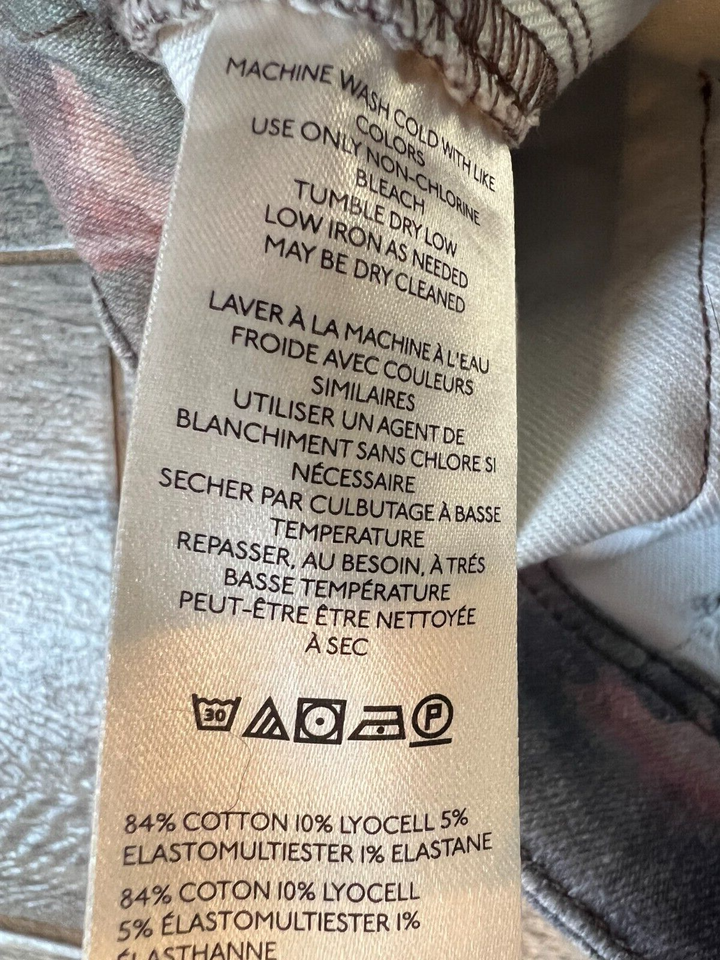 MACHINE WASH COLD WITH LIKE
COLORS
USE ONLY NON-CHLORINE
BLEACH
TUMBLE DRY LOW
LOW IRON AS NEEDED
MAY BE DRY CLEANED
LAVER À LA MACHINE À L'EAU
FROIDE AVEC COULEURS
SIMILAIRES
UTILISER UN AGENT DE
BLANCHIMENT SANS CHLORE SI
NÉCESSAIRE
SECHER PAR CULBUTAGE À BASSE
TEMPERATURE
REPASSER, AU BESOIN, À TRÉS
BASSE TEMPÉRATURE
PEUT-ÊTRE ÊTRE NETTOYÉE
À SEC
30 P
84% COTTON 10% LYOCELL 5%
ELASTOMULTIESTER 1% ELASTANE
84% COTON 10% LYOCELL
5% ÉLASTOMULTIESTER 1%
ÉLASTHANNE